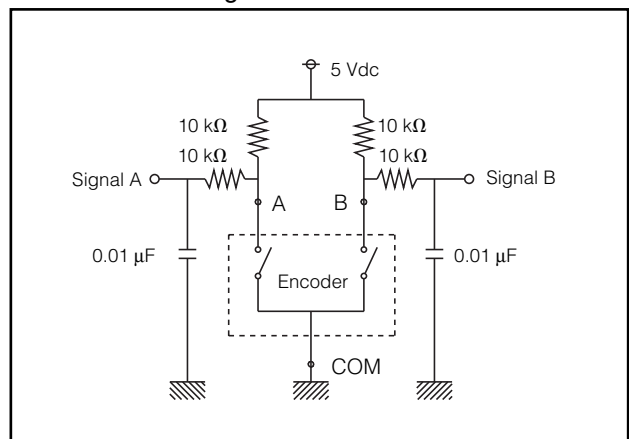 5 Vdc
10 kΩ 10 kΩ
10 kΩ 10 kΩ
Signal A Signal B
A B
0.01 µF Encoder 0.01 µF
COM